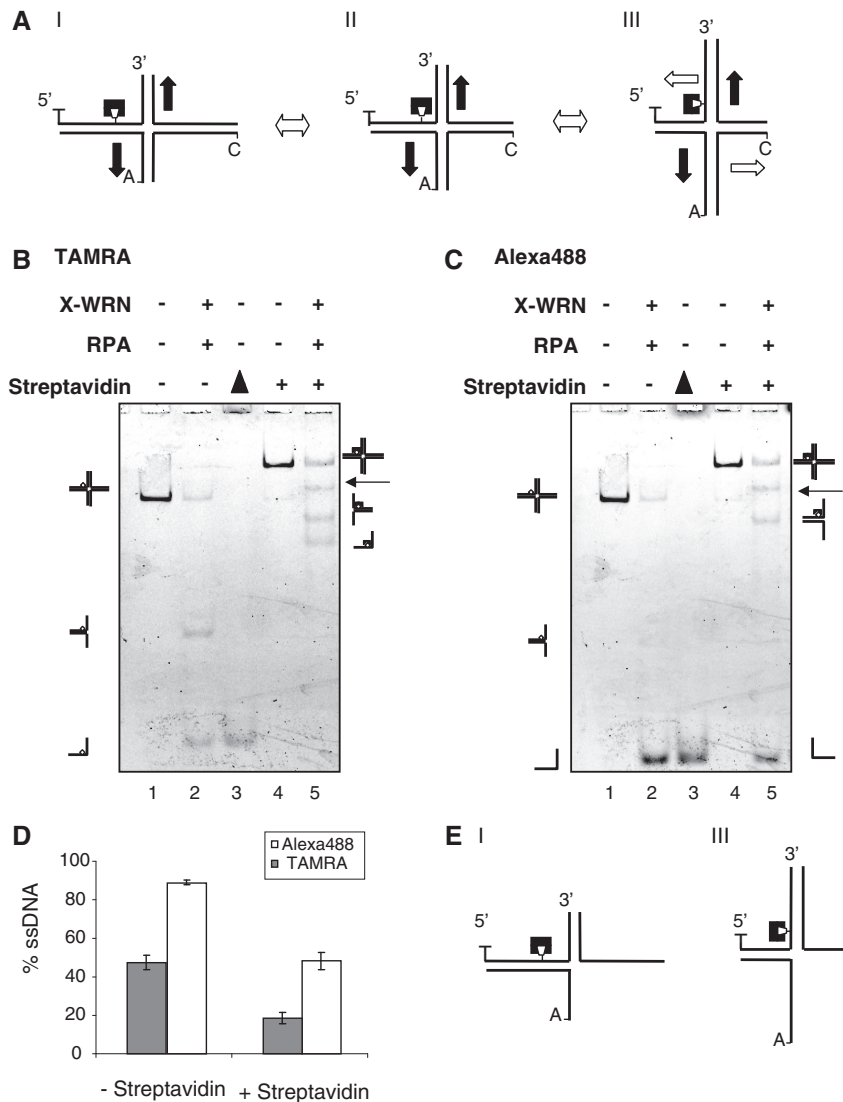 A I II III
3’
3’
3’
5’
5’
5’
C
C
C
A
A
A
B TAMRA
X-WRN - + - - +
RPA - + - - +
Streptavidin - - + +
1 2 3 4 5
C Alexa488
X-WRN - + - - +
RPA - + - - +
Streptavidin - - + +
1 2 3 4 5
D
Alexa488
TAMRA
% ssDNA
100
80
60
40
20
0
- Streptavidin + Streptavidin
E I III
3’
3’
5’
5’
A
A